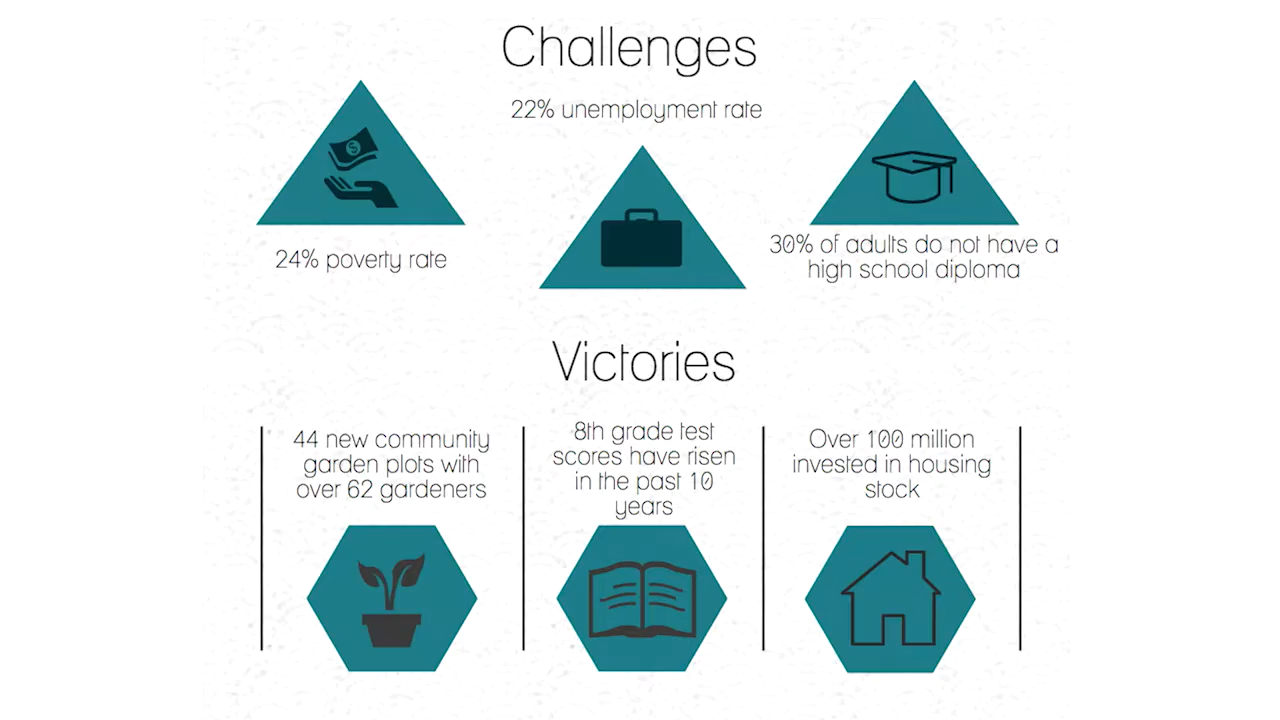 Challenges
22% unemployment rate
24% poverty rate
30% of adults do not have a
high school diploma
Victories
44 new community
garden plots with
over 62 gardeners
8th grade test
scores have risen
in the past 10
years
Over 100 million
invested in housing
stock